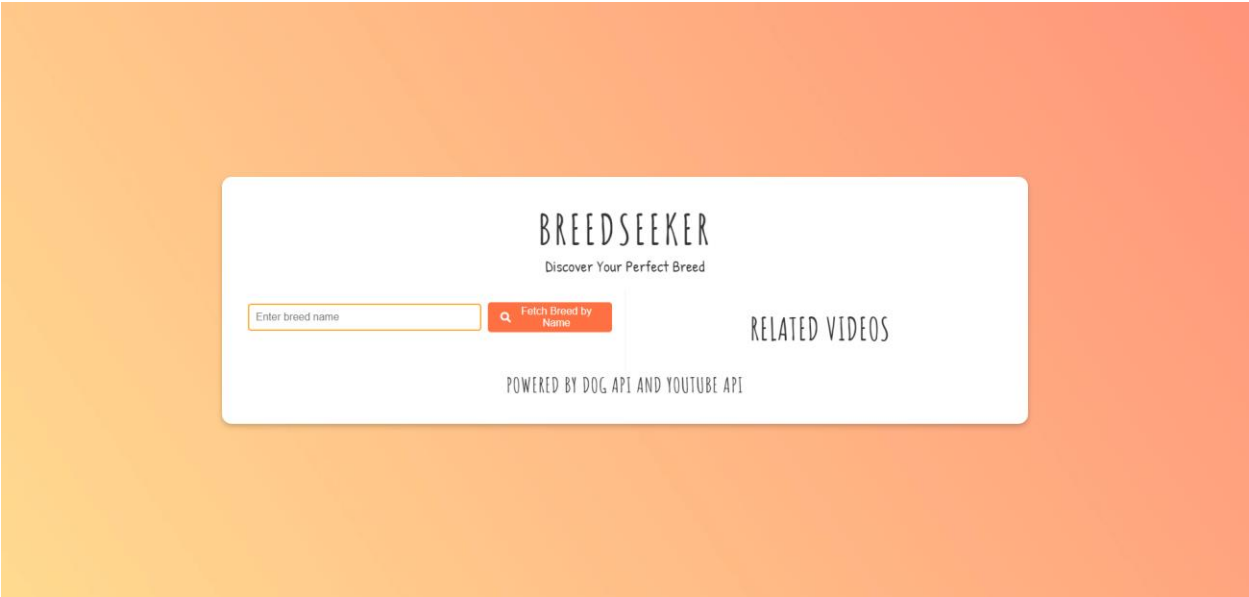 BREEDSEEKER
Discover Your Perfect Breed
Enter breed name
Fetch Breed by
Name
RELATED VIDEOS
POWERED BY DOG API AND YOUTUBE API